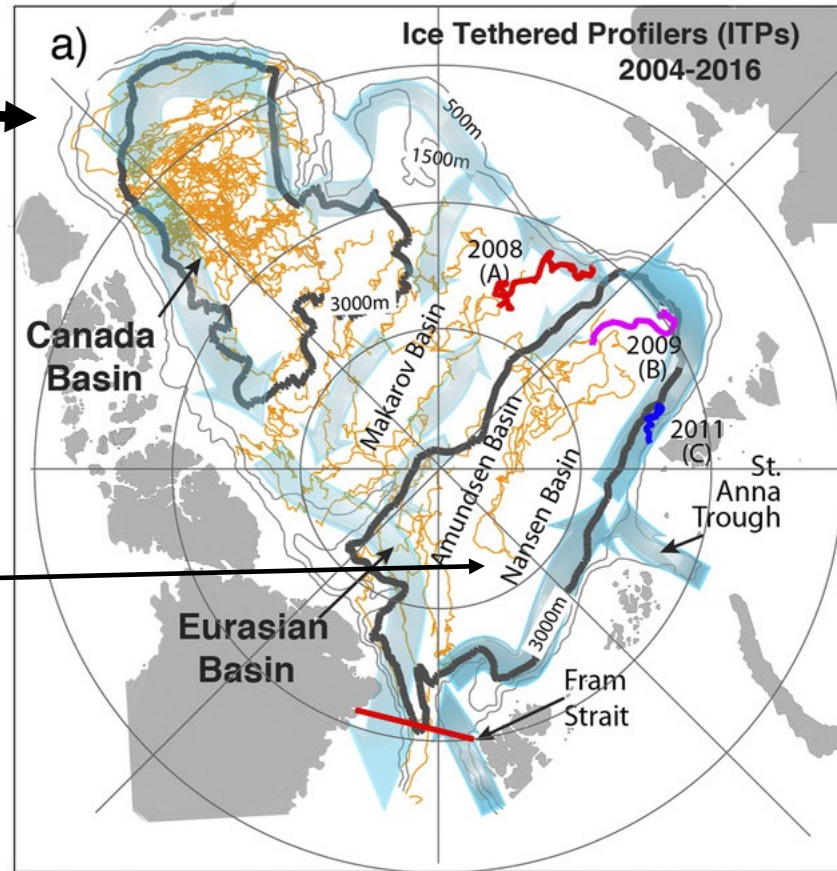 a)
Ice Tethered Profilers (ITPs)
2004-2016
500m
1500m
2008
(A)
3000m
Canada
Basin
Makarov Basin
2009
(B)
Amundsen Basin
2011
(C)
Nansen Basin
St.
Anna
Trough
3000m
Eurasian
Basin
Fram
Strait